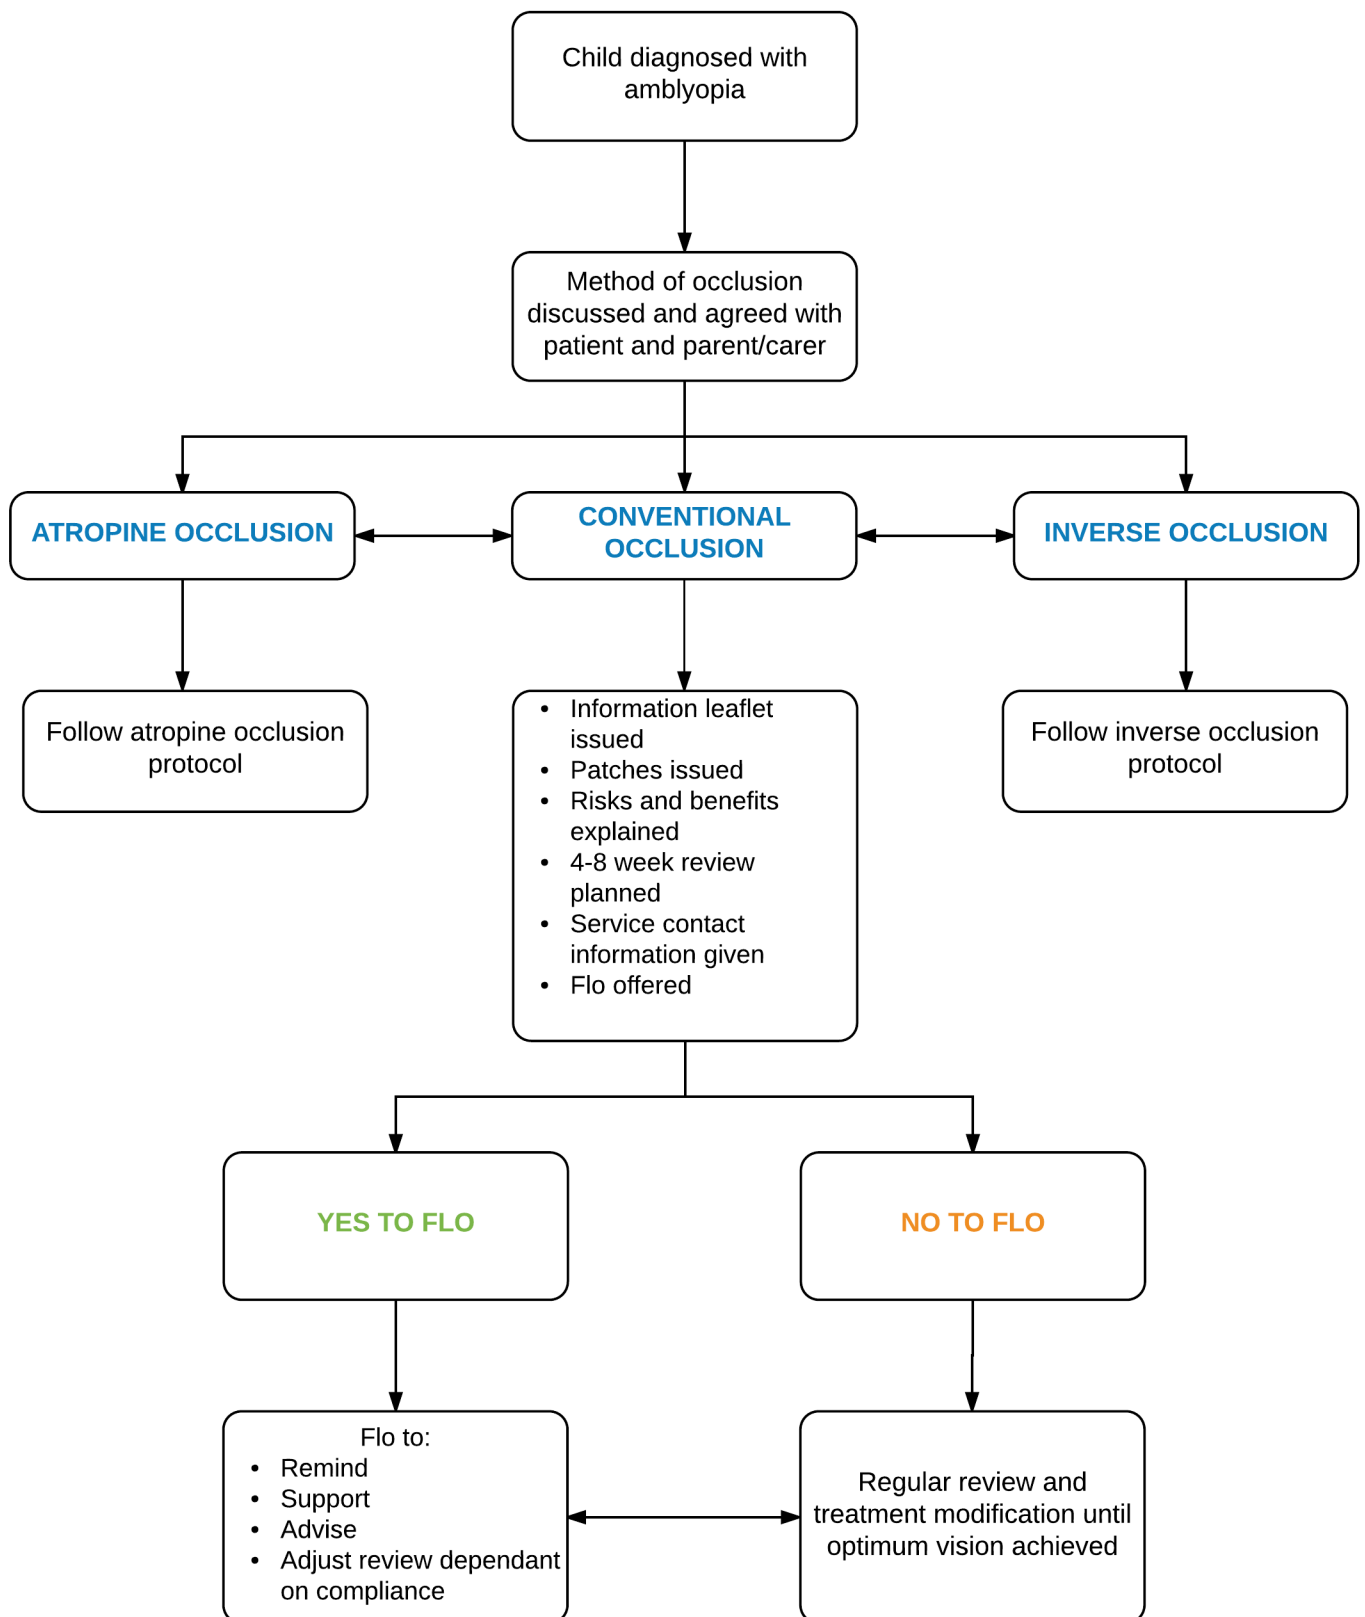 Child diagnosed with
amblyopia
Method of occlusion
discussed and agreed with
patient and parent/carer
ATROPINE OCCLUSION
CONVENTIONAL
OCCLUSION
INVERSE OCCLUSION
Follow atropine occlusion
protocol
• Information leaflet
issued
• Patches issued
• Risks and benefits
explained
• 4-8 week review
planned
• Service contact
information given
• Flo offered
Follow inverse occlusion
protocol
YES TO FLO
NO TO FLO
Flo to:
• Remind
• Support
• Advise
• Adjust review dependant
on compliance
Regular review and
treatment modification until
optimum vision achieved